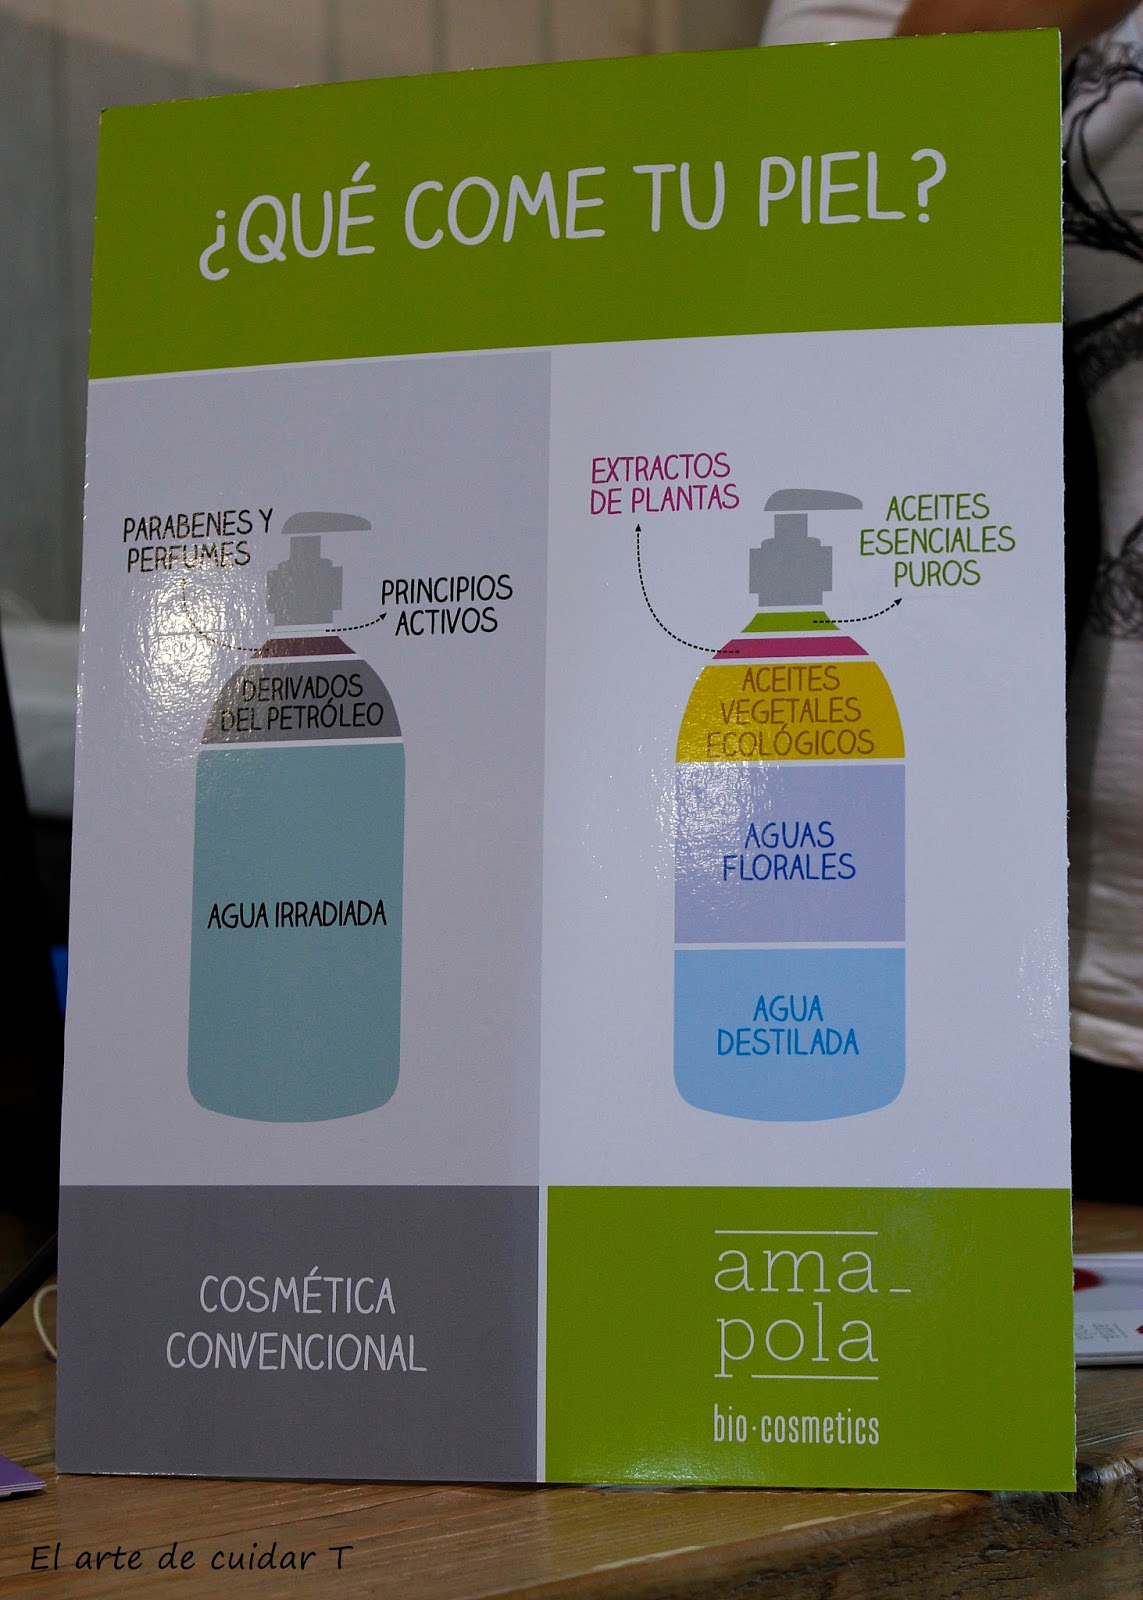 ¿QUÉ COME TU PIEL?
PARABENES Y
PERFUMES
PRINCIPIOS
ACTIVOS
DERIVADOS
DEL PETRÓLEO
AGUA IRRADIADA
COSMÉTICA
CONVENCIONAL
EXTRACTOS
DE PLANTAS
ACEITES
ESENCIALES
PUROS
ACEITES
VEGETALES
ECOLÓGICOS
AGUAS
FLORALES
AGUA
DESTILADA
ama_
pola
bio·cosmetics
El arte de cuidar T